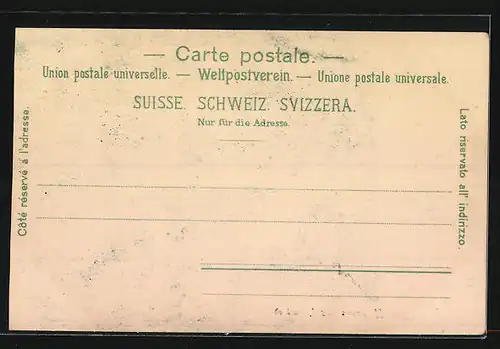 — Carte postale. —
Union postale universelle. — Weltpostverein. — Unione postale universale.
SUISSE. SCHWEIZ. SVIZZERA.
Nur für die Adresse.
Côté réservé à l'adresse.
Lato riservato all' indirizzo.